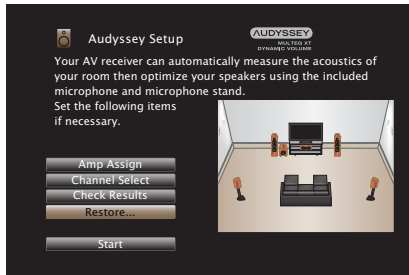 Audyssey Setup
AUDYSSEY
MULTEQ XT
DYNAMIC VOLUME
Your AV receiver can automatically measure the acoustics of
your room then optimize your speakers using the included
microphone and microphone stand.
Set the following items
if necessary.
Amp Assign
Channel Select
Check Results
Restore...
Start